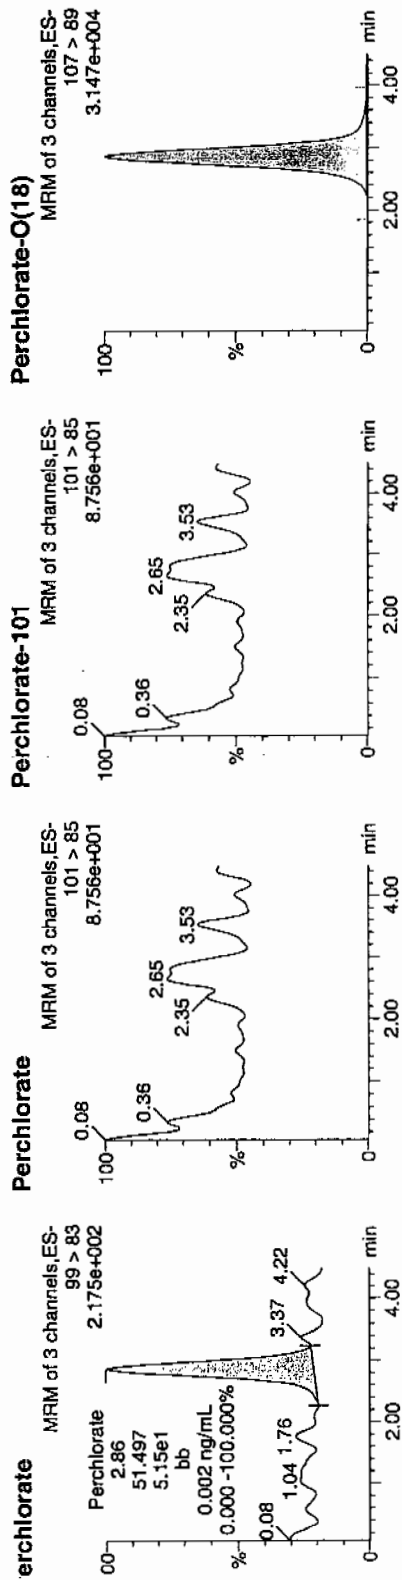 erchlorate
MRM of 3 channels,ES-
99 > 83
2.175e+002
00
Perchlorate
2.86
51.497
5.15e1
bb
0.002 ng/mL
0.000 -100.000%
%
0.08
1.04
1.76
3.37
4.22
0
2.00
4.00
min
Perchlorate
MRM of 3 channels,ES-
101 > 85
8.756e+001
100
0.08
0.36
%
2.35
2.65
3.53
0
2.00
4.00
min
Perchlorate-101
MRM of 3 channels,ES-
101 > 85
8.756e+001
100
0.08
0.36
%
2.35
2.65
3.53
0
2.00
4.00
min
Perchlorate-O(18)
MRM of 3 channels,ES-
107 > 89
3.147e+004
100
%
0
2.00
4.00
min